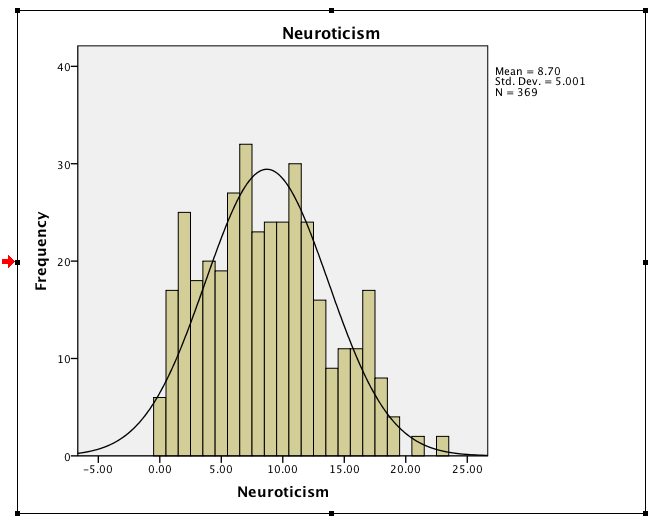 Neuroticism
Mean = 8.70
Std. Dev. = 5.001
N = 369
Frequency
40
30
20
10
0
-5.00 0.00 5.00 10.00 15.00 20.00 25.00
Neuroticism